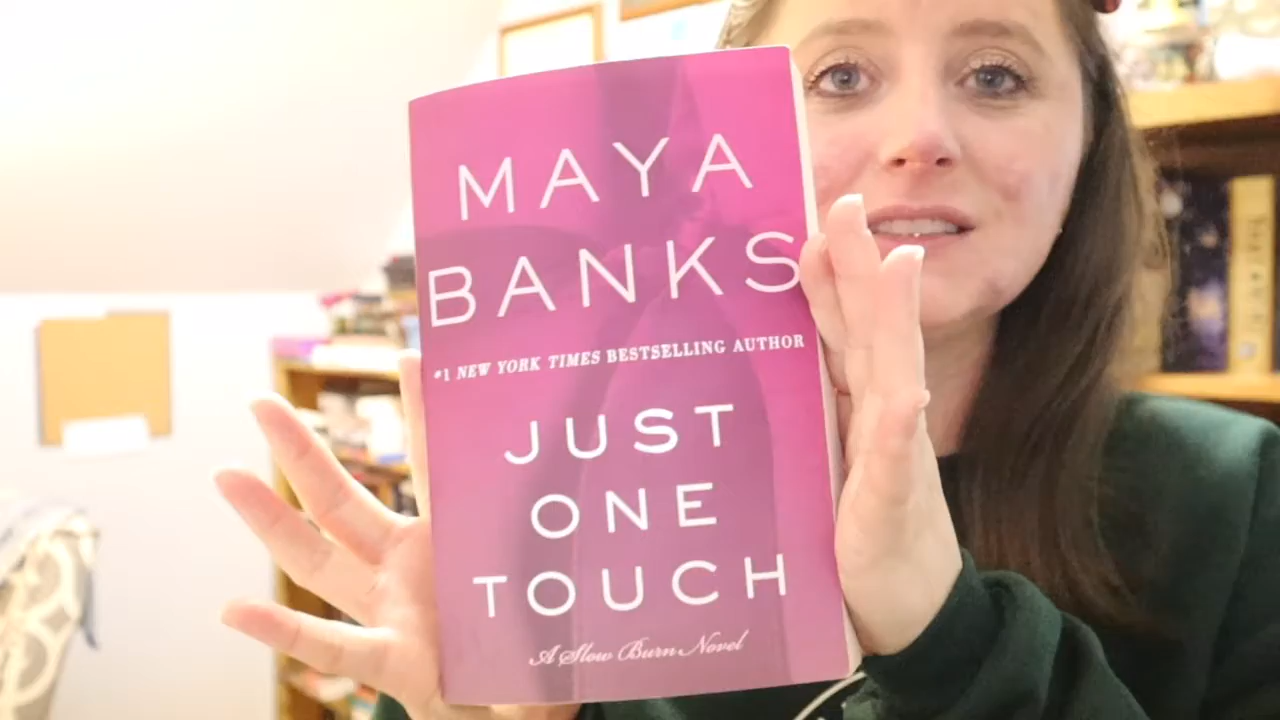 MAYA
BANKS
#1 NEW YORK TIMES BESTSELLING AUTHOR
JUST
ONE
TOUCH
A Slow Burn Novel